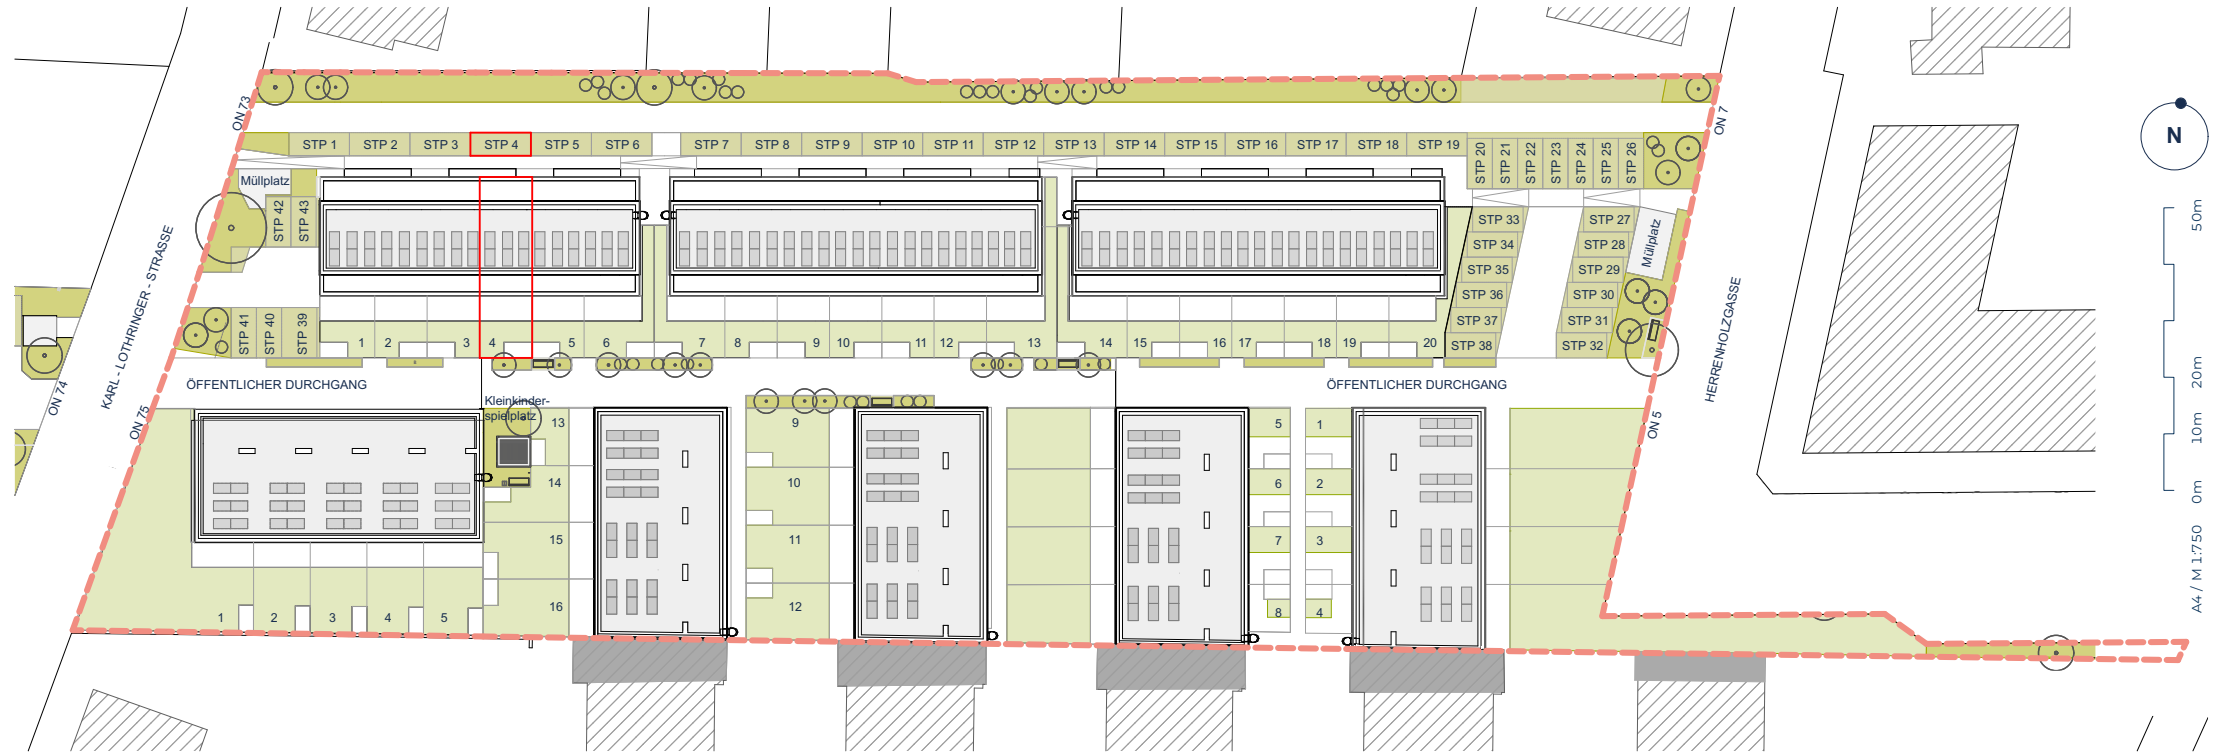 ON 73
ON 7
N
STP 1 STP 2 STP 3 STP 4 STP 5 STP 6 STP 7 STP 8 STP 9 STP 10 STP 11 STP 12 STP 13 STP 14 STP 15 STP 16 STP 17 STP 18 STP 19
STP 20
STP 21
STP 22
STP 23
STP 24
STP 25
STP 26
Müllplatz
STP 42
STP 43
STP 33 STP 27
STP 34 STP 28
STP 35 STP 29
STP 36 STP 30
STP 37 STP 31
STP 38 STP 32
Müllplatz
50m
20m
10m
0m
A4 / M 1:750
KARL - LOTHRINGER - STRASSE
HERRENHOLZGASSE
STP 41
STP 40
STP 39
1 2 3 4 5 6 7 8 9 10 11 12 13 14 15 16 17 18 19 20
ON 74
ÖFFENTLICHER DURCHGANG
ÖFFENTLICHER DURCHGANG
ON 75
ON 5
Kleinkinder-
spielplatz
13 9 5 1
14 10 6 2
15 11 7 3
16 12 8 4
1 2 3 4 5